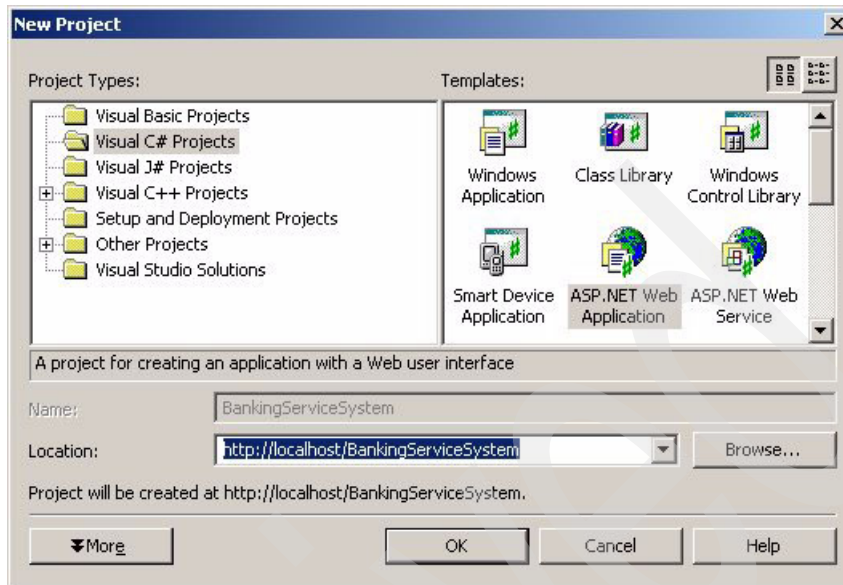 New Project
Project Types:
Templates:
Visual Basic Projects
Visual C# Projects
Visual J# Projects
Visual C++ Projects
Setup and Deployment Projects
Other Projects
Visual Studio Solutions
Windows Application
Class Library
Windows Control Library
Smart Device Application
ASP.NET Web Application
ASP.NET Web Service
A project for creating an application with a Web user interface
Name:
BankingServiceSystem
Location:
http://localhost/BankingServiceSystem
Browse...
Project will be created at http://localhost/BankingServiceSystem.
More
OK
Cancel
Help